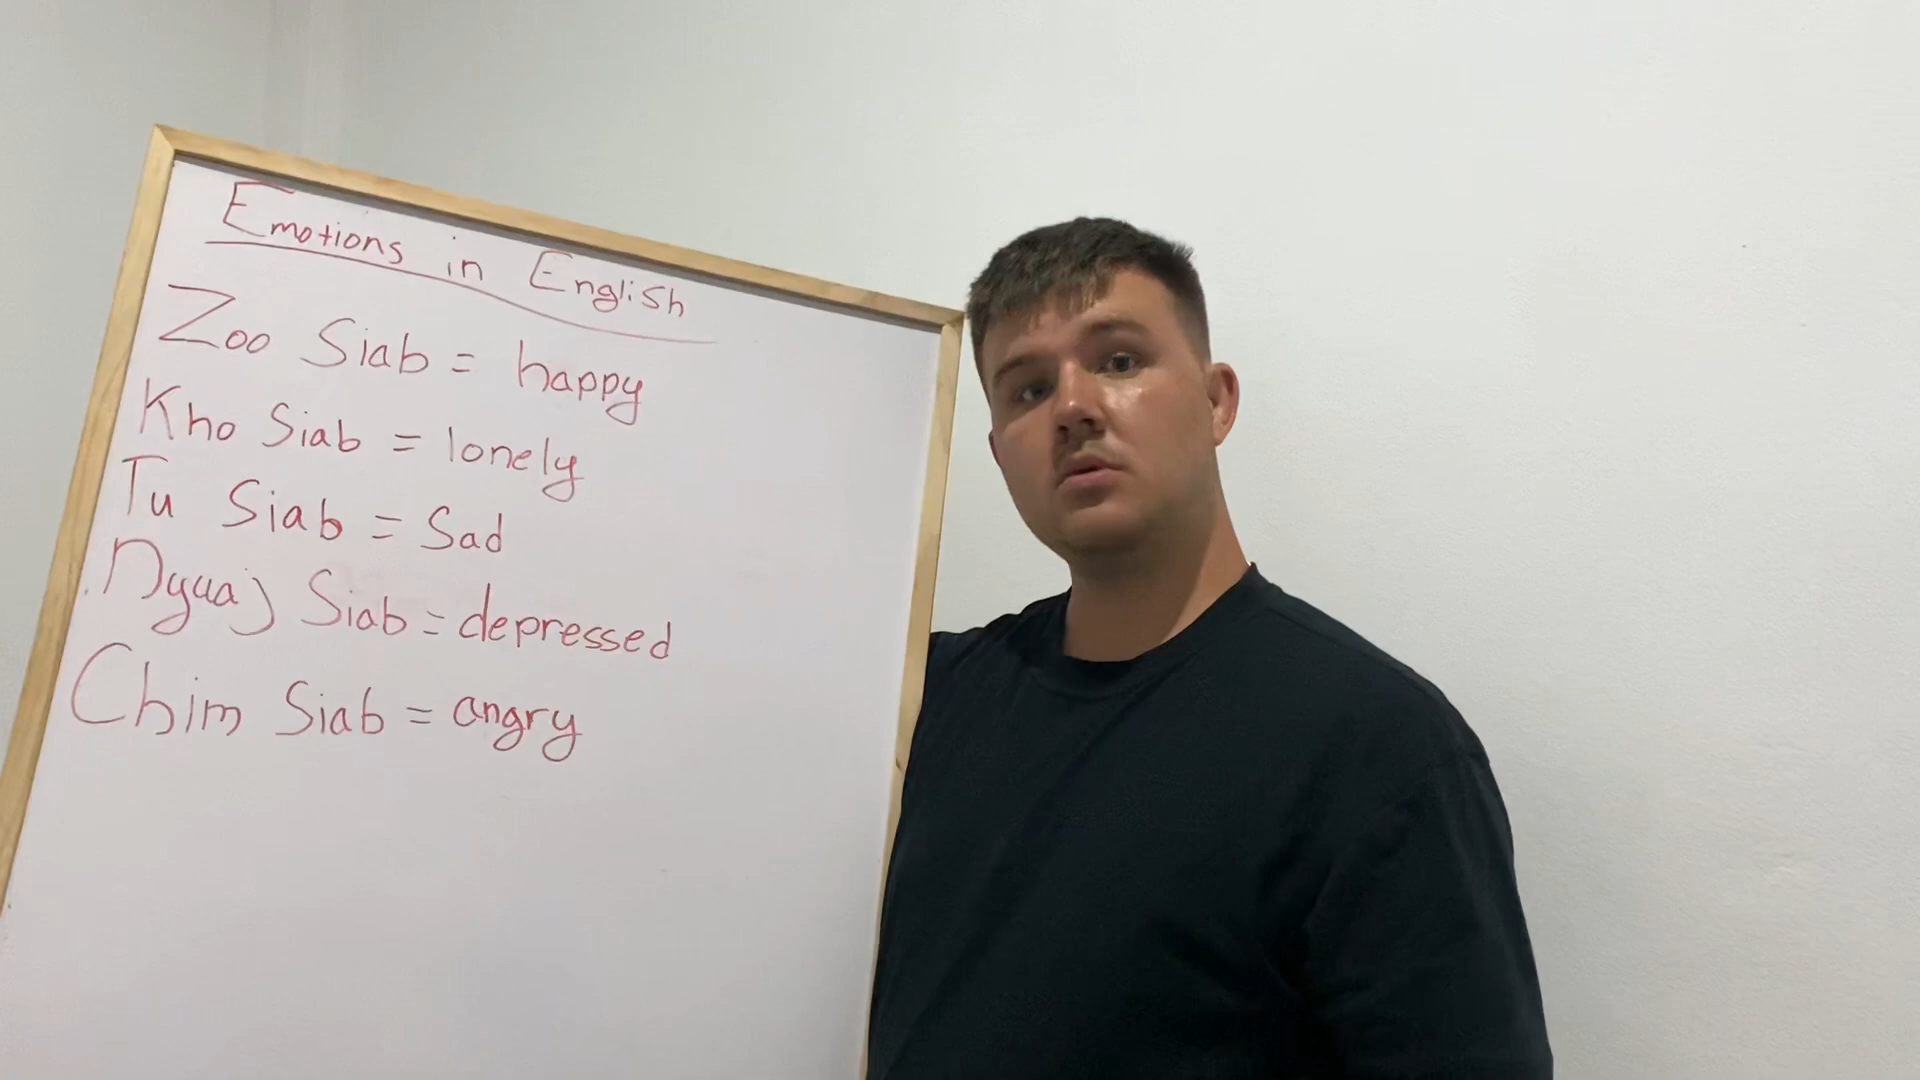 Emotions in English
Zoo Siab = happy
Kho Siab = lonely
Tu Siab = Sad
Nyuaj Siab = depressed
Chim Siab = angry